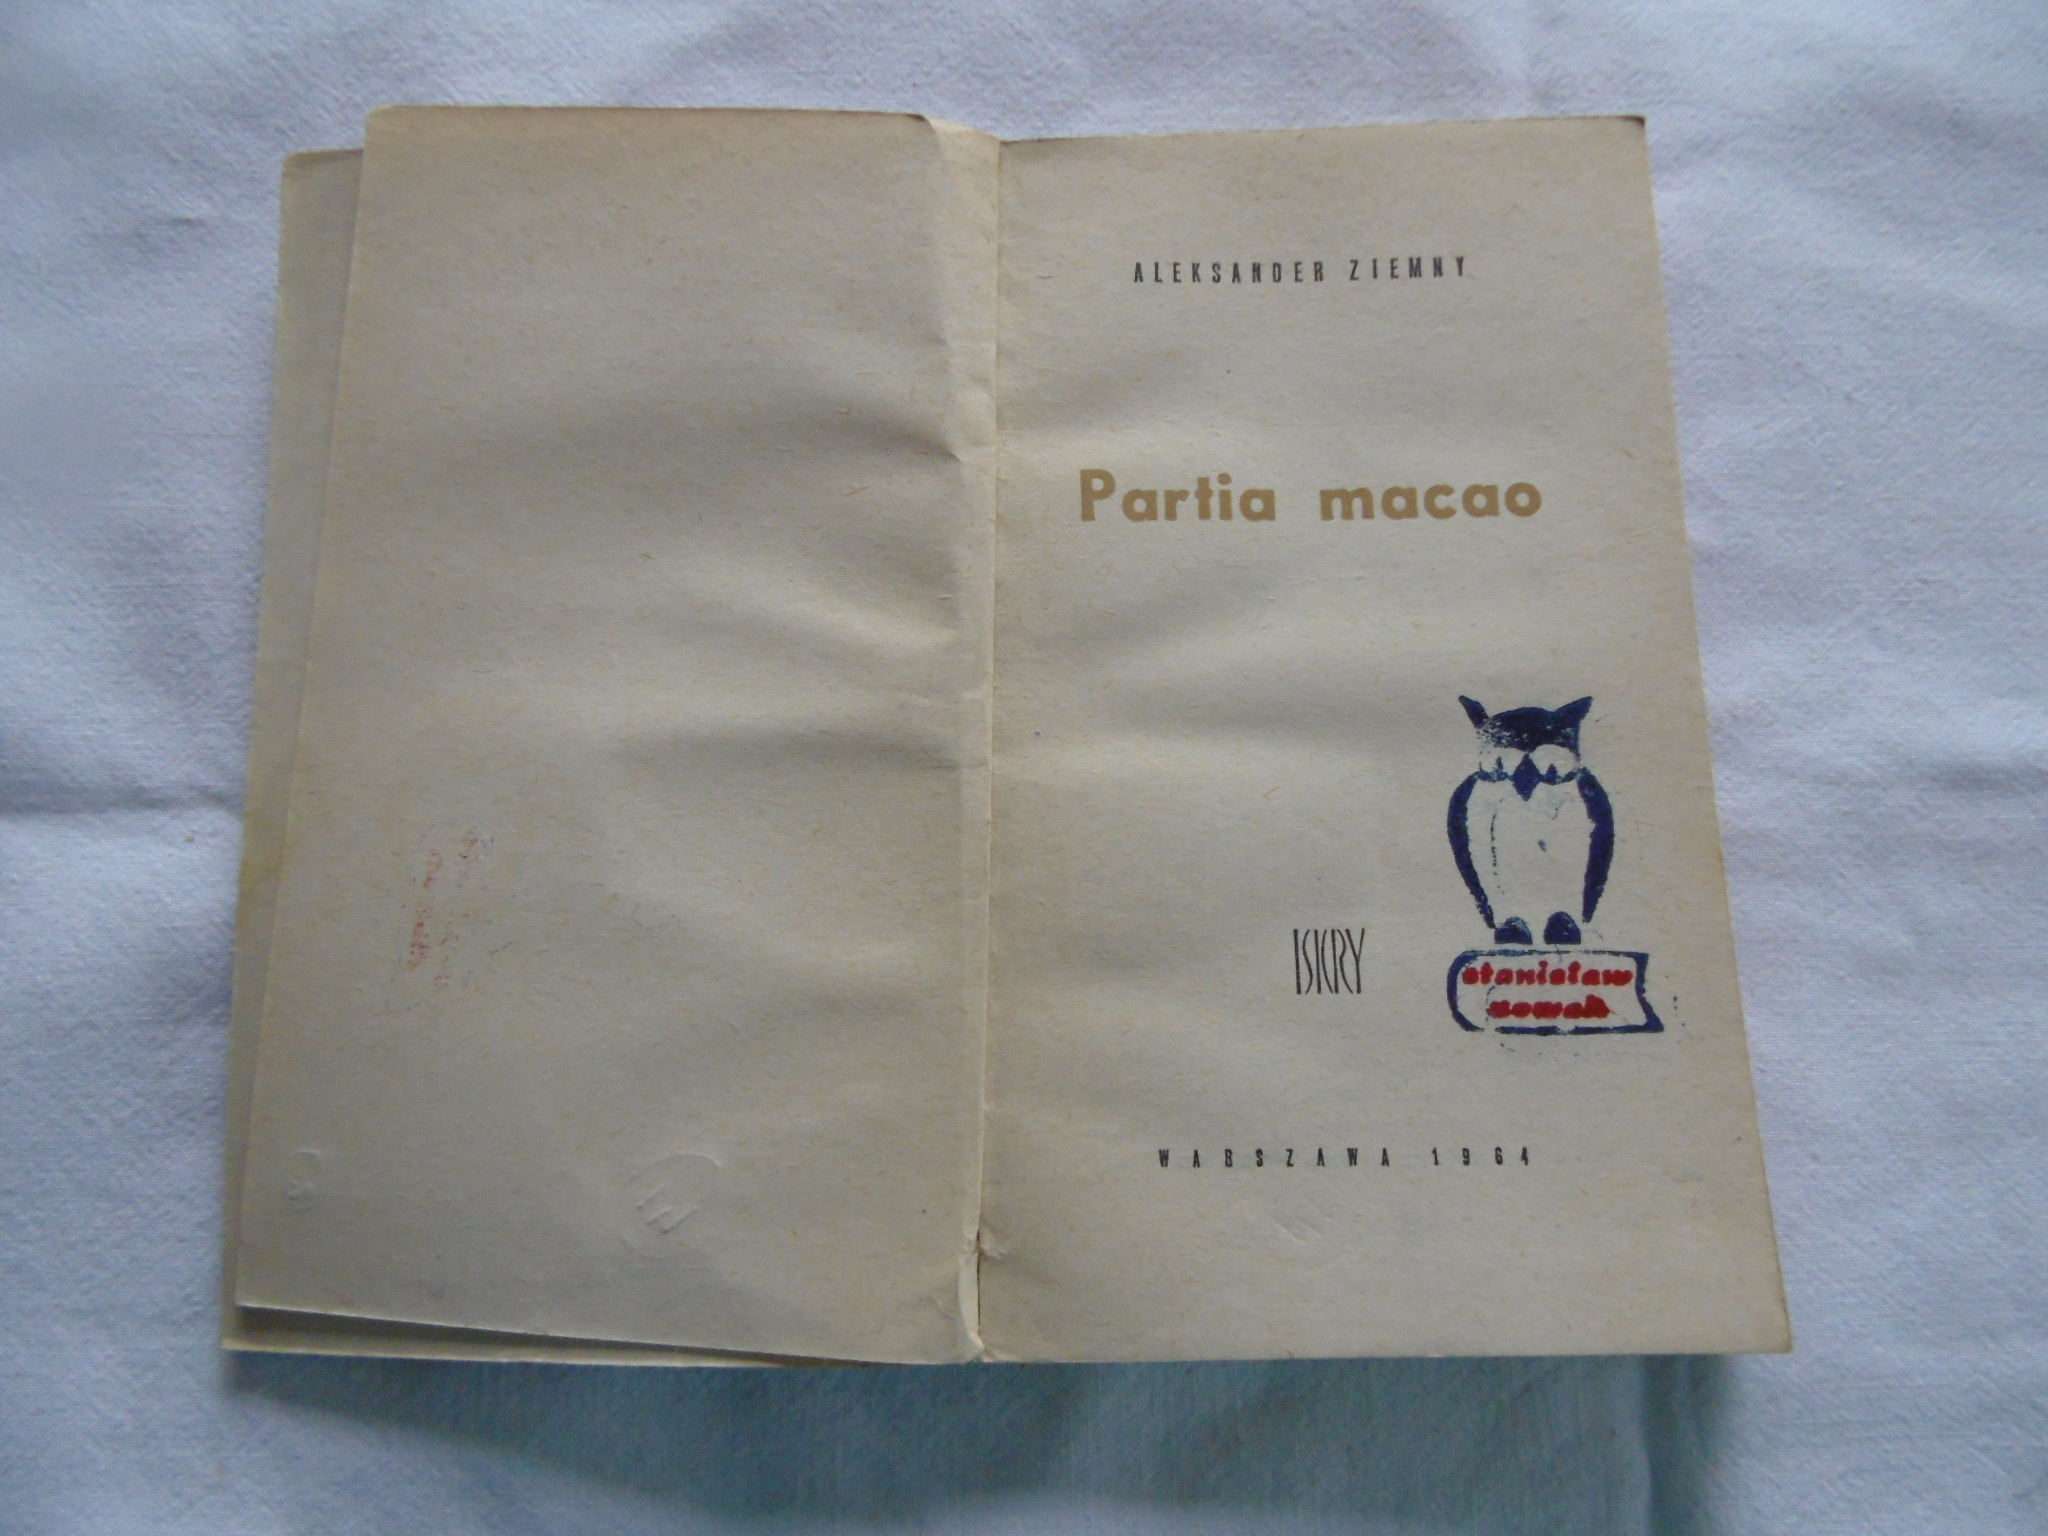 ALEKSANDER ZIEMNY
Partia macao
ISKRY
stanisław
nowak
WARSZAWA 1964